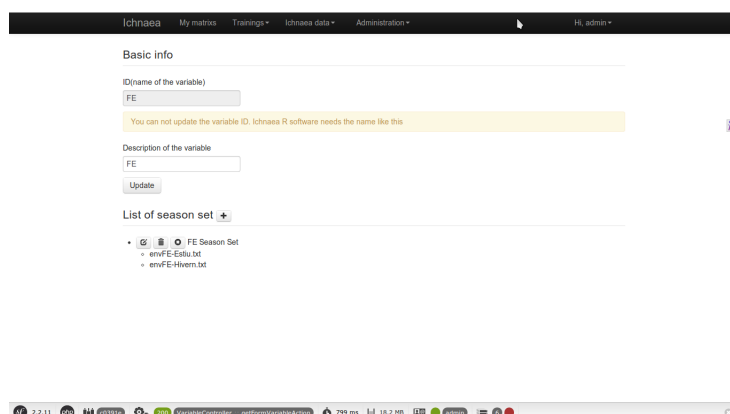 Ichnaea My matrixs Trainings Ichnaea data Administration Hi, admin
Basic info
ID(name of the variable)
FE
You can not update the variable ID. Ichnaea R software needs the name like this
Description of the variable
FE
Update
List of season set
FE Season Set
envFE-Estiu.txt
envFE-Hivern.txt
2.2.11 php c0391e 200 VariableController :: getFormVariableAction 799 ms 18.2 MB admin 6